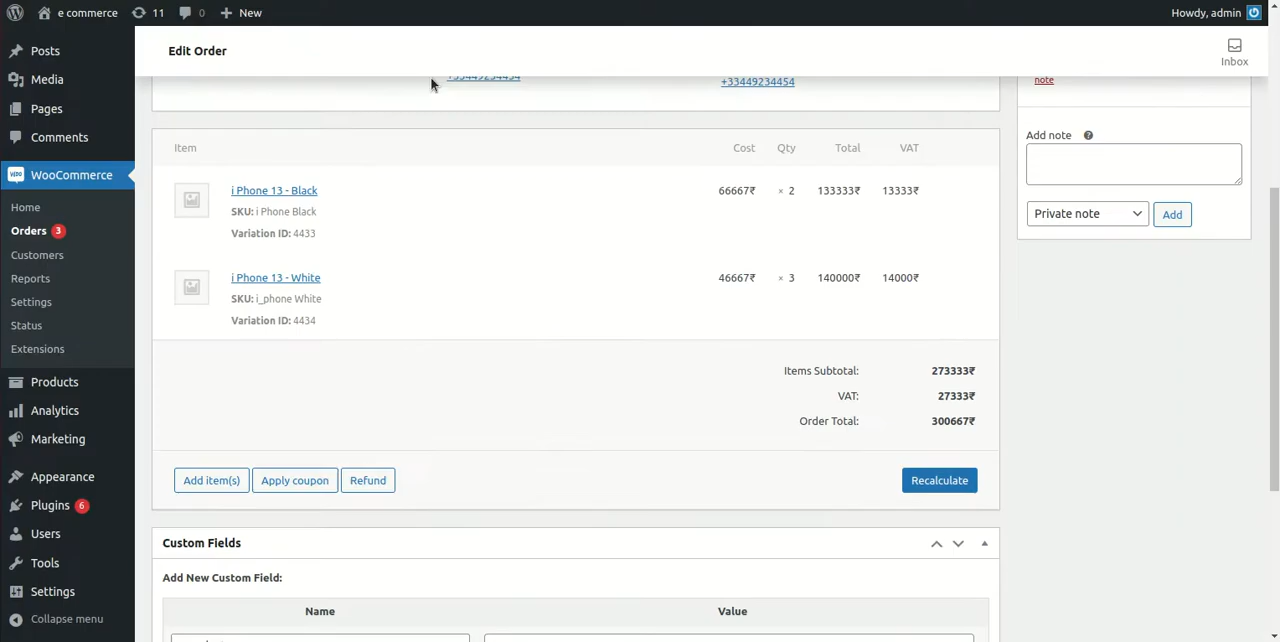 e commerce
11
0
New
Howdy, admin
Posts
Media
Pages
Comments
WooCommerce
Home
Orders 3
Customers
Reports
Settings
Status
Extensions
Products
Analytics
Marketing
Appearance
Plugins 6
Users
Tools
Settings
Collapse menu
Edit Order
Inbox
+33449234454
+33449234454
Item Cost Qty Total VAT
i Phone 13 - Black 66667₹ × 2 133333₹ 13333₹
SKU: i Phone Black
Variation ID: 4433
i Phone 13 - White 46667₹ × 3 140000₹ 14000₹
SKU: i_phone White
Variation ID: 4434
Items Subtotal: 273333₹
VAT: 27333₹
Order Total: 300667₹
Add item(s) Apply coupon Refund Recalculate
Custom Fields
Add New Custom Field:
Name Value
note
Add note
Private note Add